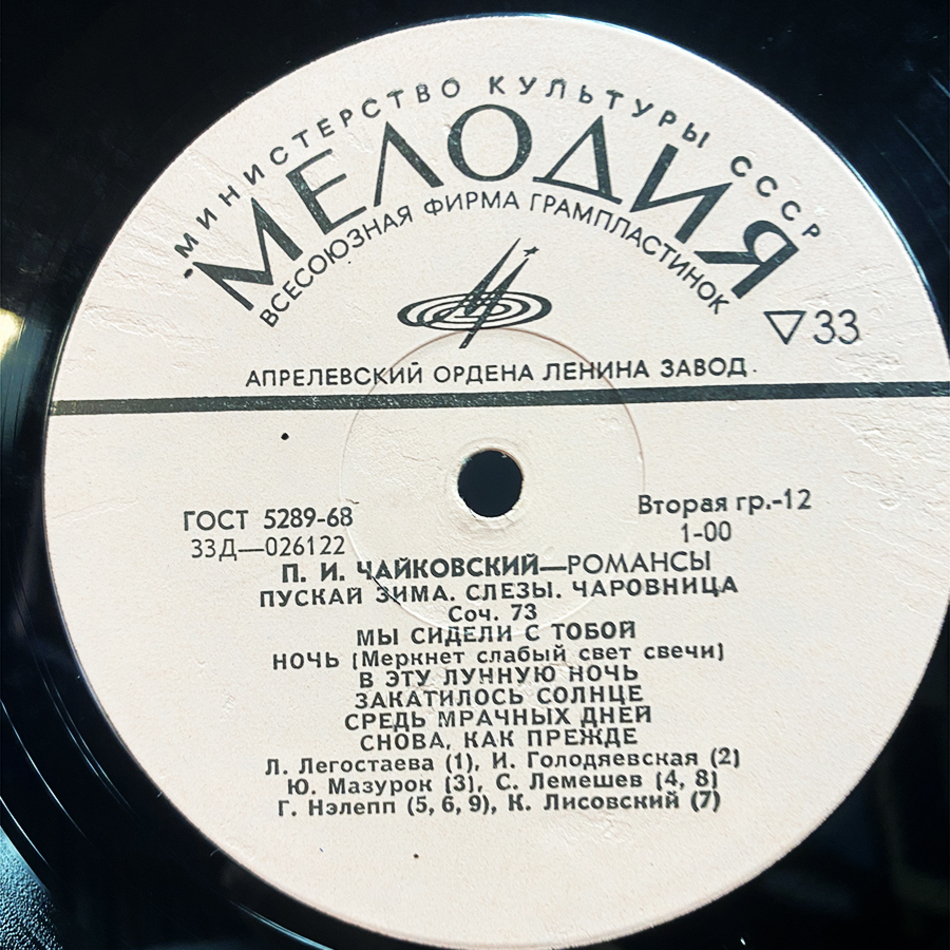 МИНИСТЕРСТВО КУЛЬТУРЫ СССР
МЕЛОДИЯ
ВСЕСОЮЗНАЯ ФИРМА ГРАМПЛАСТИНОК
▽33
АПРЕЛЕВСКИЙ ОРДЕНА ЛЕНИНА ЗАВОД
ГОСТ 5289-68
Вторая гр.-12
33Д—026122
1-00
П. И. ЧАЙКОВСКИЙ—РОМАНСЫ
ПУСКАЙ ЗИМА. СЛЕЗЫ. ЧАРОВНИЦА
Соч. 73
МЫ СИДЕЛИ С ТОБОЙ
НОЧЬ (Меркнет слабый свет свечи)
В ЭТУ ЛУННУЮ НОЧЬ
ЗАКАТИЛОСЬ СОЛНЦЕ
СРЕДЬ МРАЧНЫХ ДНЕЙ
СНОВА, КАК ПРЕЖДЕ
Л. Легостаева (1), И. Голодяевская (2)
Ю. Мазурок (3), С. Лемешев (4, 8)
Г. Нэлепп (5, 6, 9), К. Лисовский (7)